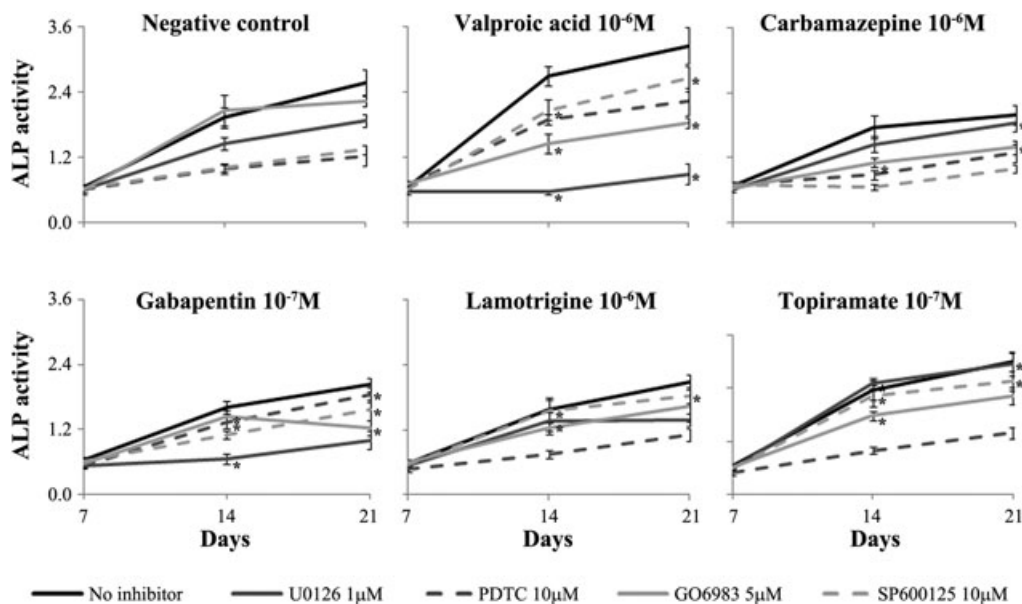 Negative control
Valproic acid 10⁻⁶M
Carbamazepine 10⁻⁶M
ALP activity
3.6
2.4
1.2
0.0
* * * * * * *
* * * *
Gabapentin 10⁻⁷M
Lamotrigine 10⁻⁶M
Topiramate 10⁻⁷M
ALP activity
3.6
2.4
1.2
0.0
* * * * * *
* * *
* * * * *
7 14 21
7 14 21
7 14 21
Days
Days
Days
No inhibitor
U0126 1μM
PDTC 10μM
GO6983 5μM
SP600125 10μM